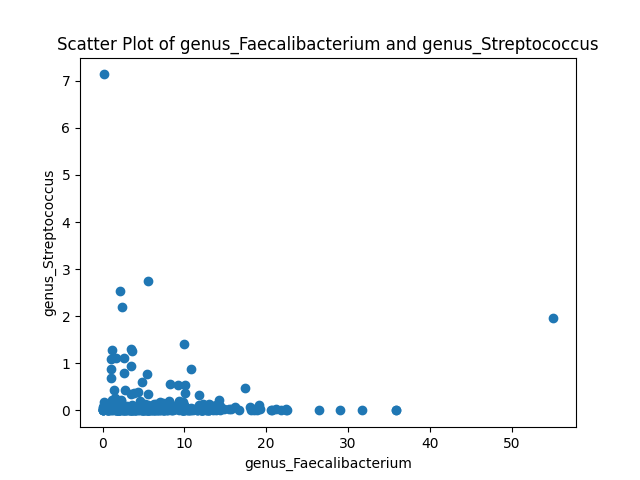 Scatter Plot of genus_Faecalibacterium and genus_Streptococcus
7
6
5
4
3
2
1
0
genus_Streptococcus
0 10 20 30 40 50
genus_Faecalibacterium